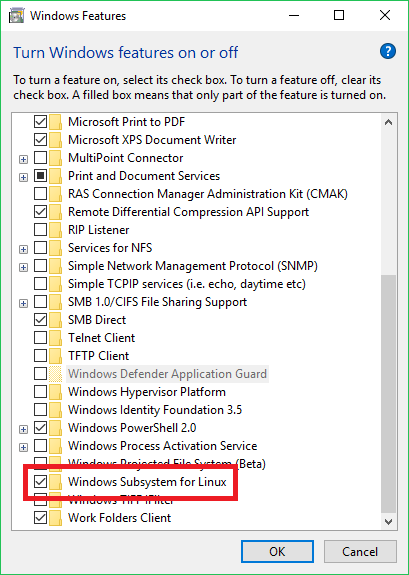 Windows Features
Turn Windows features on or off
To turn a feature on, select its check box. To turn a feature off, clear its
check box. A filled box means that only part of the feature is turned on.
Microsoft Print to PDF
Microsoft XPS Document Writer
MultiPoint Connector
Print and Document Services
RAS Connection Manager Administration Kit (CMAK)
Remote Differential Compression API Support
RIP Listener
Services for NFS
Simple Network Management Protocol (SNMP)
Simple TCPIP services (i.e. echo, daytime etc)
SMB 1.0/CIFS File Sharing Support
SMB Direct
Telnet Client
TFTP Client
Windows Defender Application Guard
Windows Hypervisor Platform
Windows Identity Foundation 3.5
Windows PowerShell 2.0
Windows Process Activation Service
Windows Projected File System (Beta)
Windows Subsystem for Linux
Windows TIFF IFilter
Work Folders Client
OK
Cancel